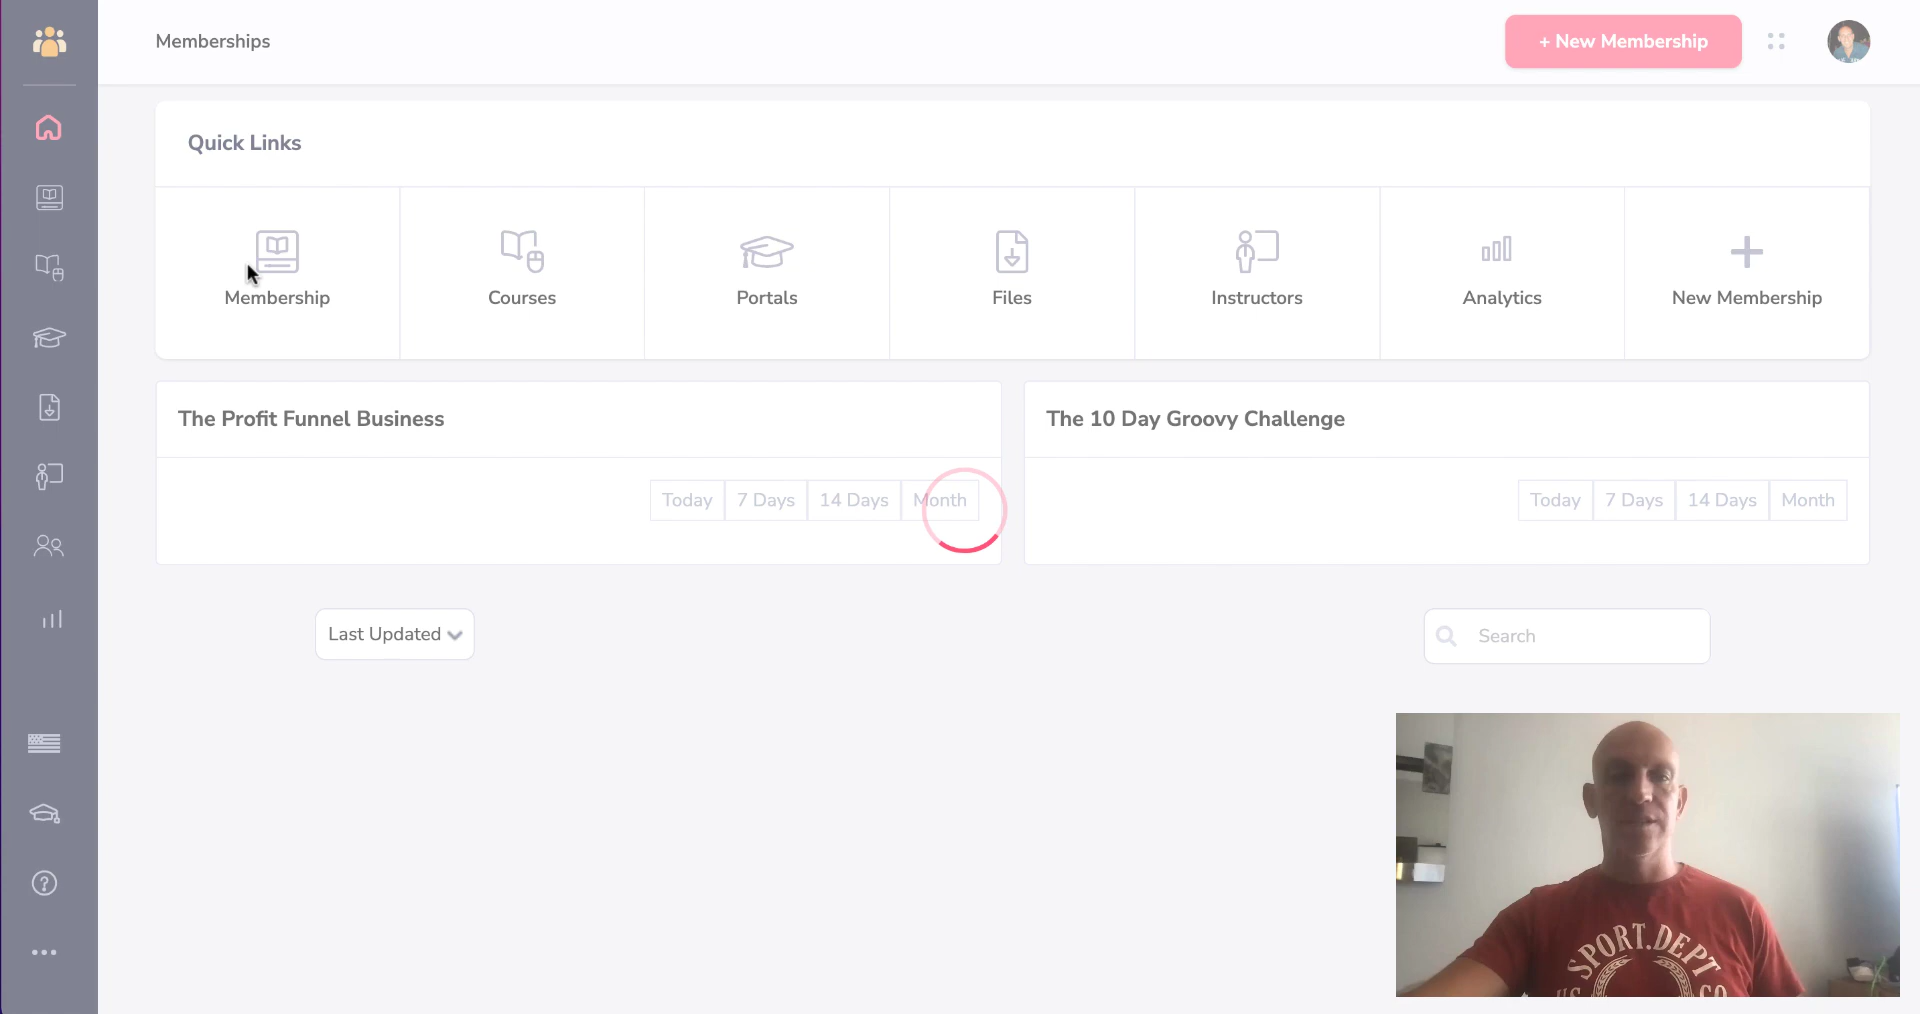 Memberships
+ New Membership
Quick Links
Membership
Courses
Portals
Files
Instructors
Analytics
New Membership
The Profit Funnel Business
The 10 Day Groovy Challenge
Today
7 Days
14 Days
Month
Today
7 Days
14 Days
Month
Last Updated
Search
SPORT.DEPT
CO